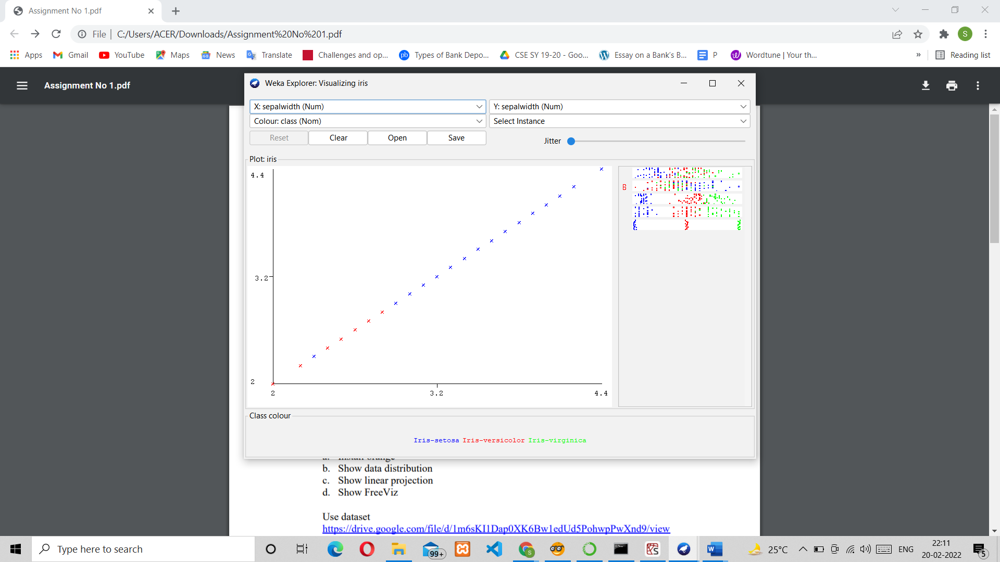 Assignment No 1.pdf
File
C:/Users/ACER/Downloads/Assignment%20No%201.pdf
S
Apps
Gmail
YouTube
Maps
News
Translate
Challenges and op...
pb
Types of Bank Depo...
CSE SY 19-20 - Goo...
Essay on a Bank's B...
P
Wordtune | Your th...
»
Reading list
Assignment No 1.pdf
Weka Explorer: Visualizing iris
X: sepalwidth (Num)
Y: sepalwidth (Num)
Colour: class (Nom)
Select Instance
Reset
Clear
Open
Save
Jitter
Plot: iris
4.4
3.2
2
2
3.2
4.4
B
Class colour
Iris-setosa Iris-versicolor Iris-virginica
b. Show data distribution
c. Show linear projection
d. Show FreeViz
Use dataset
https://drive.google.com/file/d/1m6sKI1Dap0XK6Bw1edUd5PohwpPwXnd9/view
Type here to search
99+
25°C
ENG
22:11
20-02-2022
5